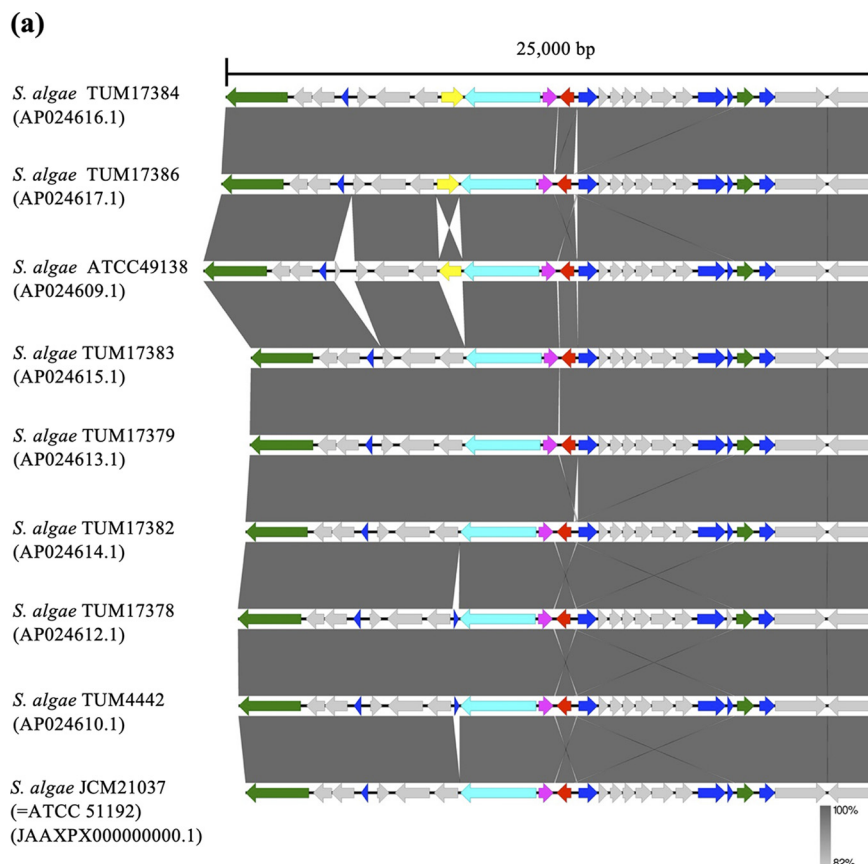 (a)
25,000 bp
S. algae TUM17384
(AP024616.1)
S. algae TUM17386
(AP024617.1)
S. algae ATCC49138
(AP024609.1)
S. algae TUM17383
(AP024615.1)
S. algae TUM17379
(AP024613.1)
S. algae TUM17382
(AP024614.1)
S. algae TUM17378
(AP024612.1)
S. algae TUM4442
(AP024610.1)
S. algae JCM21037
(=ATCC 51192)
(JAAXPX000000000.1)
100%
82%